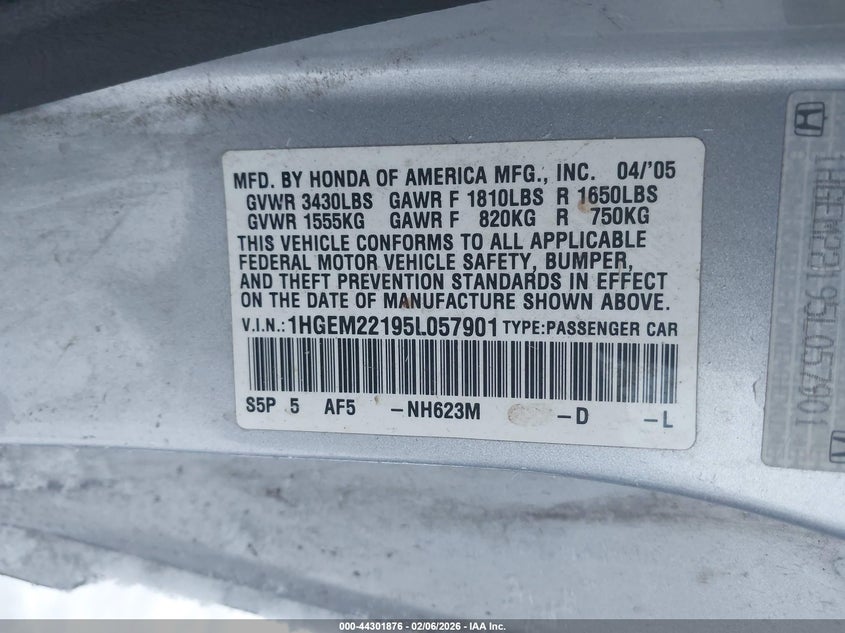 MFD. BY HONDA OF AMERICA MFG., INC. 04/'05
GVWR 3430LBS GAWR F 1810LBS R 1650LBS
GVWR 1555KG GAWR F 820KG R 750KG
THIS VEHICLE CONFORMS TO ALL APPLICABLE
FEDERAL MOTOR VEHICLE SAFETY, BUMPER,
AND THEFT PREVENTION STANDARDS IN EFFECT
ON THE DATE OF MANUFACTURE SHOWN ABOVE.
V.I.N.:1HGEM22195L057901 TYPE:PASSENGER CAR
S5P 5 AF5 -NH623M -D -L
1HGEM22195L057901
000-44301876 - 02/06/2026 - IAA Inc.